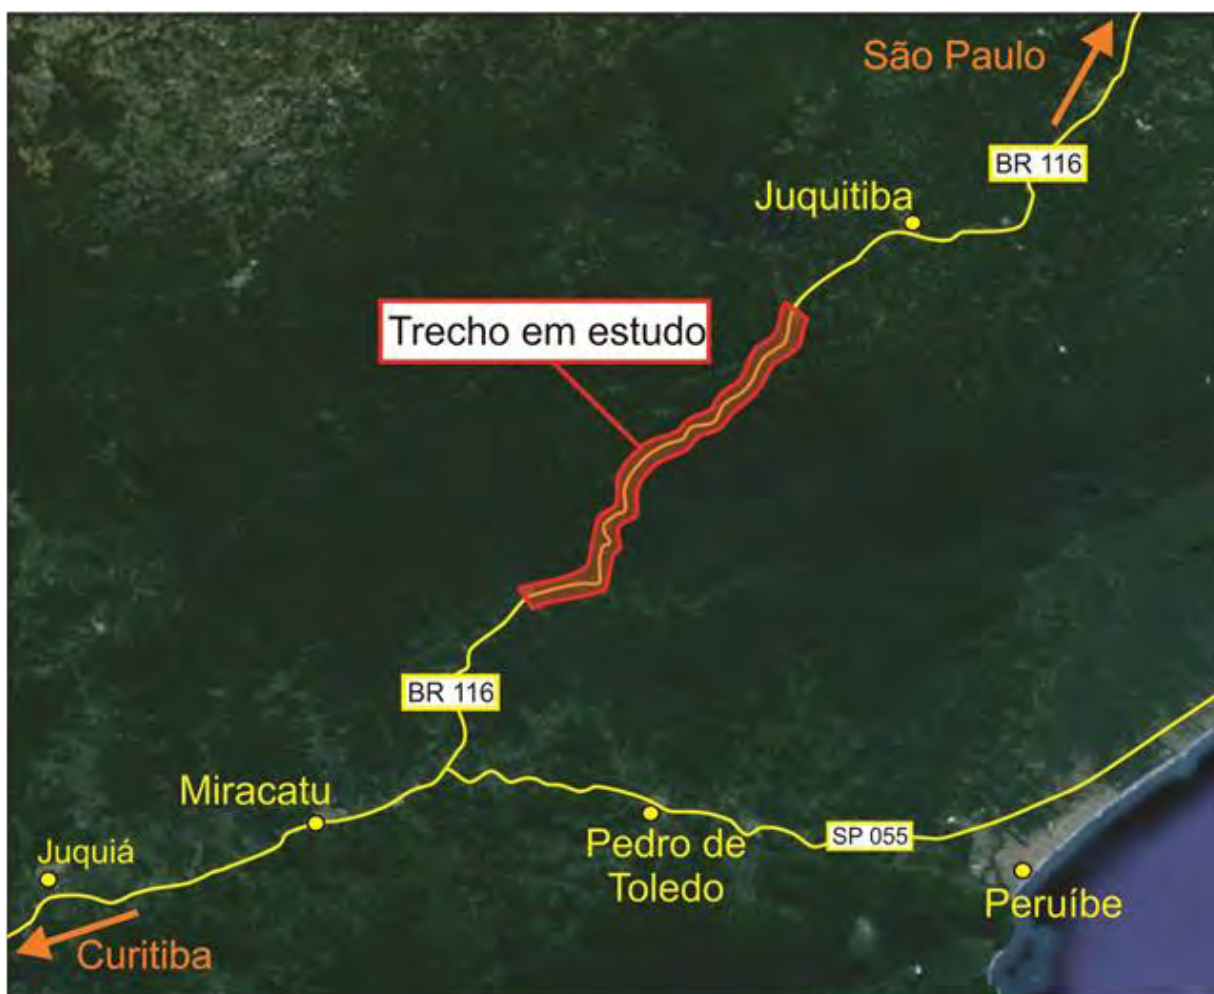 São Paulo
BR 116
Juquitiba
Trecho em estudo
BR 116
Miracatu
Juquiá
Pedro de
Toledo
SP 055
Peruíbe
Curitiba